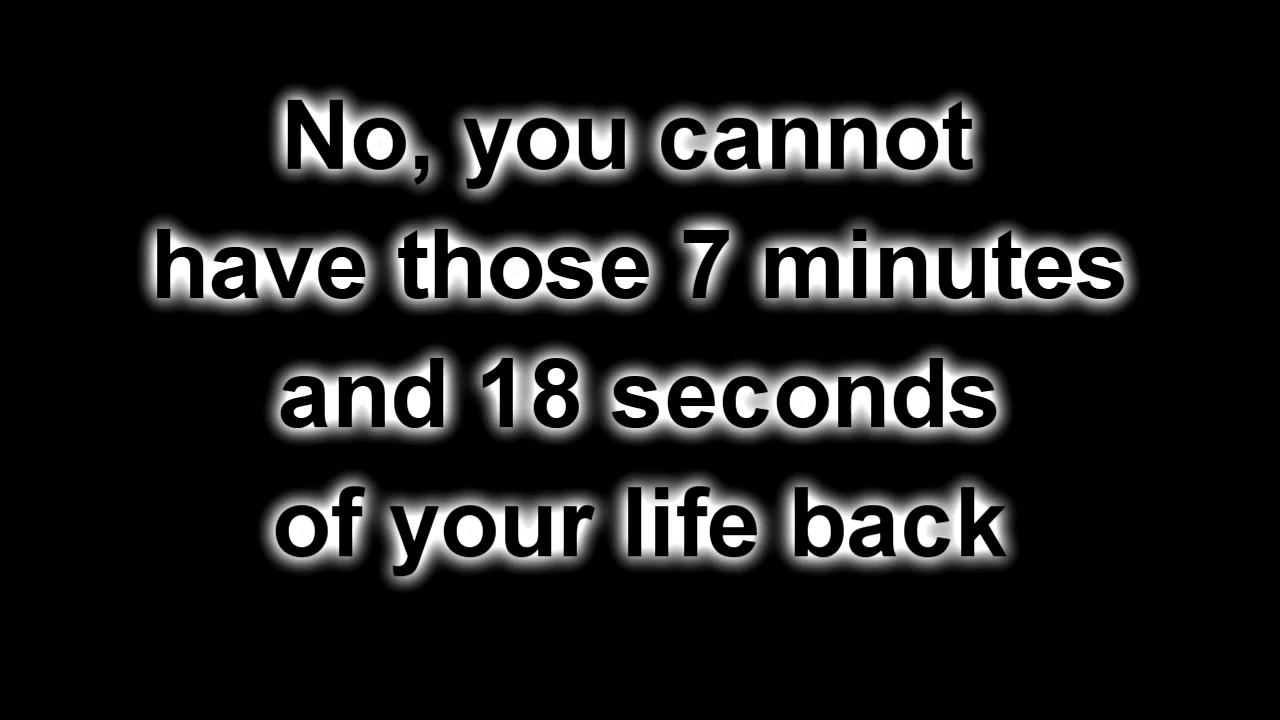 No, you cannot
have those 7 minutes
and 18 seconds
of your life back